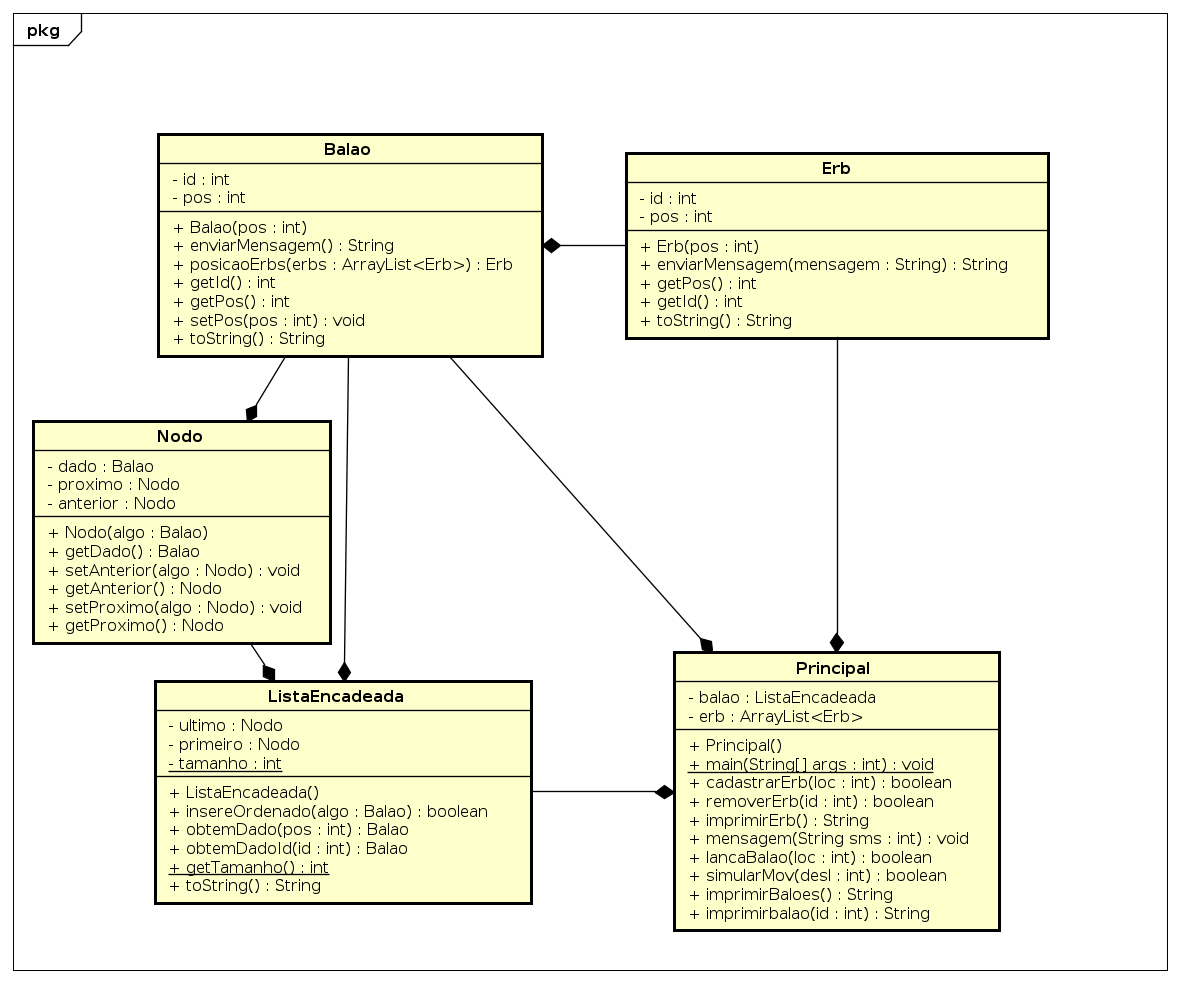 pkg
Balao
- id : int
- pos : int
+ Balao(pos : int)
+ enviarMensagem() : String
+ posicaoErbs(erbs : ArrayList<Erb>) : Erb
+ getId() : int
+ getPos() : int
+ setPos(pos : int) : void
+ toString() : String
Erb
- id : int
- pos : int
+ Erb(pos : int)
+ enviarMensagem(mensagem : String) : String
+ getPos() : int
+ getId() : int
+ toString() : String
Nodo
- dado : Balao
- proximo : Nodo
- anterior : Nodo
+ Nodo(algo : Balao)
+ getDado() : Balao
+ setAnterior(algo : Nodo) : void
+ getAnterior() : Nodo
+ setProximo(algo : Nodo) : void
+ getProximo() : Nodo
ListaEncadeada
- ultimo : Nodo
- primeiro : Nodo
- tamanho : int
+ ListaEncadeada()
+ insereOrdenado(algo : Balao) : boolean
+ obtemDado(pos : int) : Balao
+ obtemDadoId(id : int) : Balao
+ getTamanho() : int
+ toString() : String
Principal
- balao : ListaEncadeada
- erb : ArrayList<Erb>
+ Principal()
+ main(String[] args : int) : void
+ cadastrarErb(loc : int) : boolean
+ removerErb(id : int) : boolean
+ imprimirErb() : String
+ mensagem(String sms : int) : void
+ lancaBalao(loc : int) : boolean
+ simularMov(desl : int) : boolean
+ imprimirBaloes() : String
+ imprimirbalao(id : int) : String